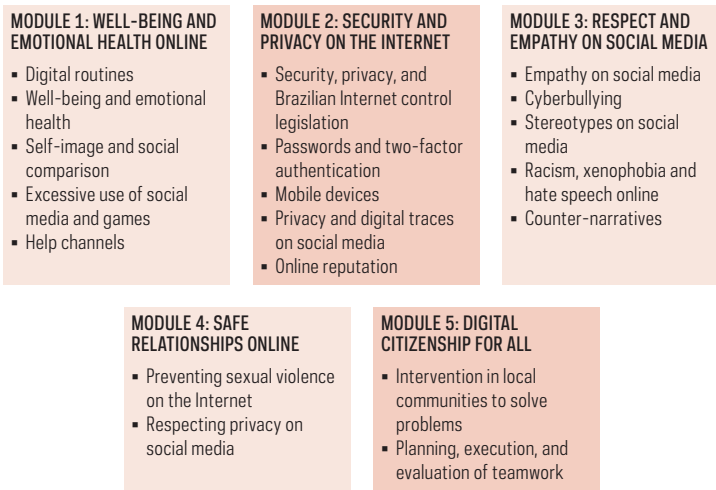 MODULE 1: WELL-BEING AND
EMOTIONAL HEALTH ONLINE
▪ Digital routines
▪ Well-being and emotional
health
▪ Self-image and social
comparison
▪ Excessive use of social
media and games
▪ Help channels
MODULE 2: SECURITY AND
PRIVACY ON THE INTERNET
▪ Security, privacy, and
Brazilian Internet control
legislation
▪ Passwords and two-factor
authentication
▪ Mobile devices
▪ Privacy and digital traces
on social media
▪ Online reputation
MODULE 3: RESPECT AND
EMPATHY ON SOCIAL MEDIA
▪ Empathy on social media
▪ Cyberbullying
▪ Stereotypes on social
media
▪ Racism, xenophobia and
hate speech online
▪ Counter-narratives
MODULE 4: SAFE
RELATIONSHIPS ONLINE
▪ Preventing sexual violence
on the Internet
▪ Respecting privacy on
social media
MODULE 5: DIGITAL
CITIZENSHIP FOR ALL
▪ Intervention in local
communities to solve
problems
▪ Planning, execution, and
evaluation of teamwork